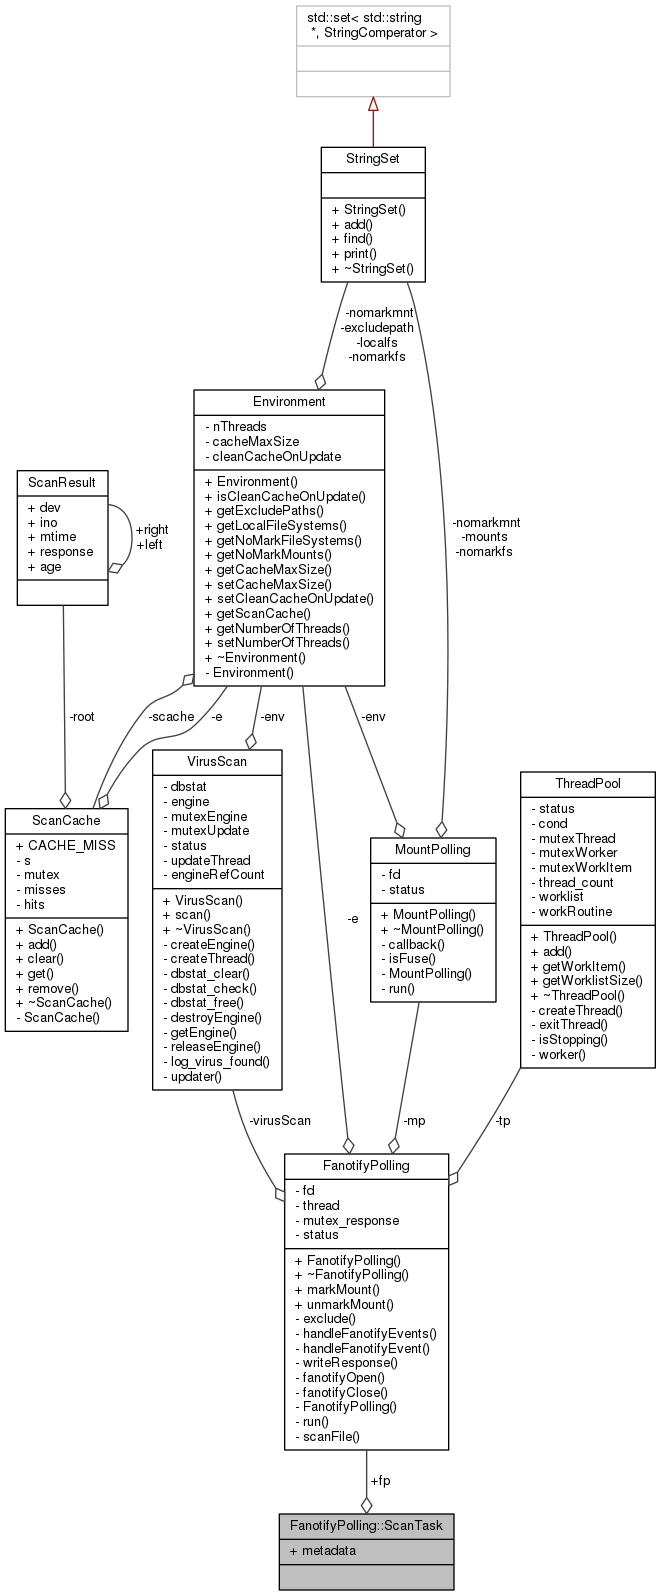 std::set< std::string
*, StringComperator >
StringSet
+ StringSet()
+ add()
+ find()
+ print()
+ ~StringSet()
-nomarkmnt
-excludepath
-localfs
-nomarkfs
Environment
- nThreads
- cacheMaxSize
- cleanCacheOnUpdate
+ Environment()
+ isCleanCacheOnUpdate()
+ getExcludePaths()
+ getLocalFileSystems()
+ getNoMarkFileSystems()
+ getNoMarkMounts()
+ getCacheMaxSize()
+ setCacheMaxSize()
+ setCleanCacheOnUpdate()
+ getScanCache()
+ getNumberOfThreads()
+ setNumberOfThreads()
+ ~Environment()
- Environment()
ScanResult
+ dev
+ ino
+ mtime
+ response
+ age
+right
+left
-nomarkmnt
-mounts
-nomarkfs
-root
-scache
-e
-env
-env
VirusScan
- dbstat
- engine
- mutexEngine
- mutexUpdate
- status
- updateThread
- engineRefCount
+ VirusScan()
+ scan()
+ ~VirusScan()
- createEngine()
- createThread()
- dbstat_clear()
- dbstat_check()
- dbstat_free()
- destroyEngine()
- getEngine()
- releaseEngine()
- log_virus_found()
- updater()
ThreadPool
- status
- cond
- mutexThread
- mutexWorker
- mutexWorkItem
- thread_count
- worklist
- workRoutine
+ ThreadPool()
+ add()
+ getWorkItem()
+ getWorklistSize()
+ ~ThreadPool()
- createThread()
- exitThread()
- isStopping()
- worker()
ScanCache
+ CACHE_MISS
- s
- mutex
- misses
- hits
+ ScanCache()
+ add()
+ clear()
+ get()
+ remove()
+ ~ScanCache()
- ScanCache()
MountPolling
- fd
- status
+ MountPolling()
+ ~MountPolling()
- callback()
- isFuse()
- MountPolling()
- run()
-e
-virusScan
-mp
-tp
FanotifyPolling
- fd
- thread
- mutex_response
- status
+ FanotifyPolling()
+ ~FanotifyPolling()
+ markMount()
+ unmarkMount()
- exclude()
- handleFanotifyEvents()
- handleFanotifyEvent()
- writeResponse()
- fanotifyOpen()
- fanotifyClose()
- FanotifyPolling()
- run()
- scanFile()
+fp
FanotifyPolling::ScanTask
+ metadata